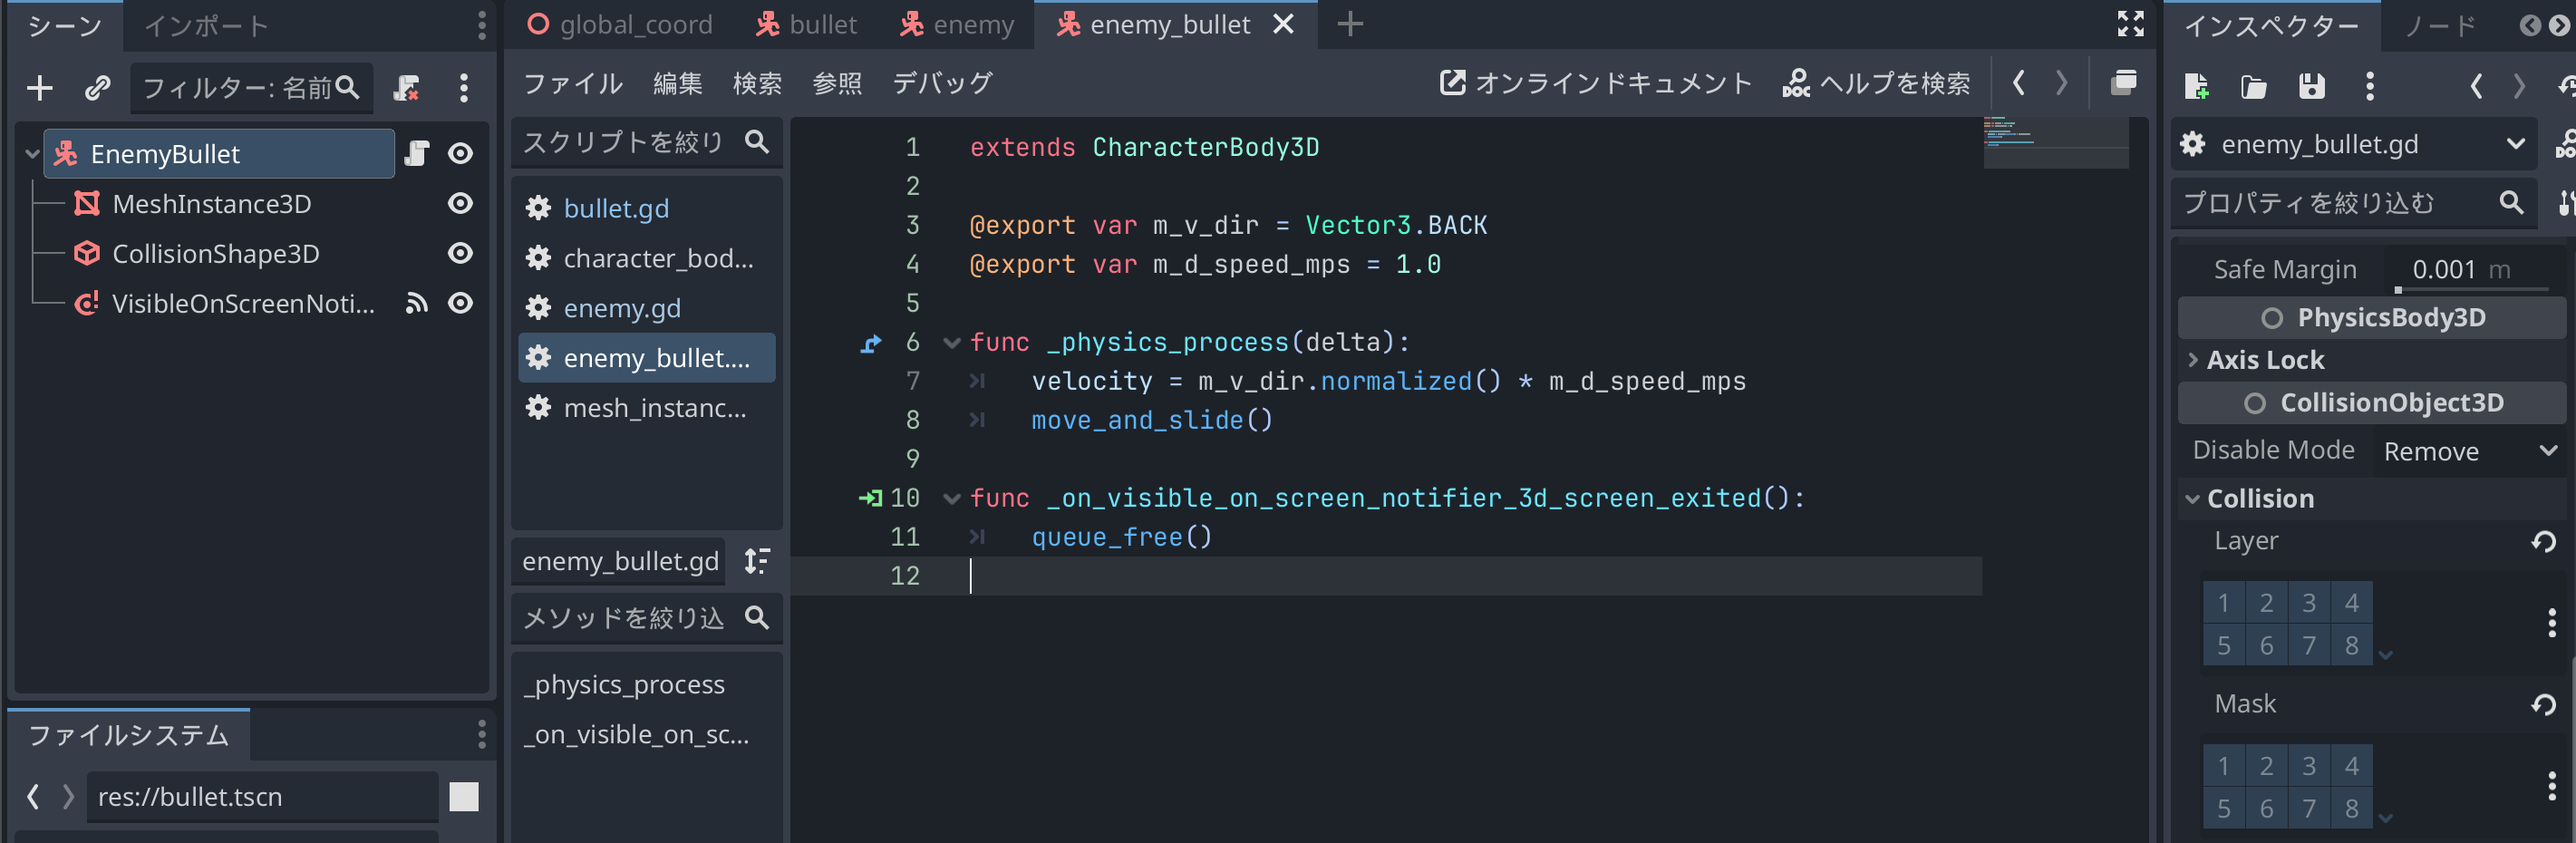 シーン
インポート
フィルター: 名前
EnemyBullet
MeshInstance3D
CollisionShape3D
VisibleOnScreenNoti...
ファイルシステム
res://bullet.tscn
global_coord
bullet
enemy
enemy_bullet
ファイル 編集 検索 参照 デバッグ
オンラインドキュメント
DOC ヘルプを検索
スクリプトを絞り
bullet.gd
character_bod...
enemy.gd
enemy_bullet....
mesh_instanc...
enemy_bullet.gd
メソッドを絞り込
_physics_process
_on_visible_on_sc...
1 extends CharacterBody3D
2
3 @export var m_v_dir = Vector3.BACK
4 @export var m_d_speed_mps = 1.0
5
6 func _physics_process(delta):
7 velocity = m_v_dir.normalized() * m_d_speed_mps
8 move_and_slide()
9
10 func _on_visible_on_screen_notifier_3d_screen_exited():
11 queue_free()
12
インスペクター
ノード
enemy_bullet.gd
プロパティを絞り込む
Safe Margin 0.001 m
PhysicsBody3D
Axis Lock
CollisionObject3D
Disable Mode Remove
Collision
Layer
1 2 3 4
5 6 7 8
Mask
1 2 3 4
5 6 7 8